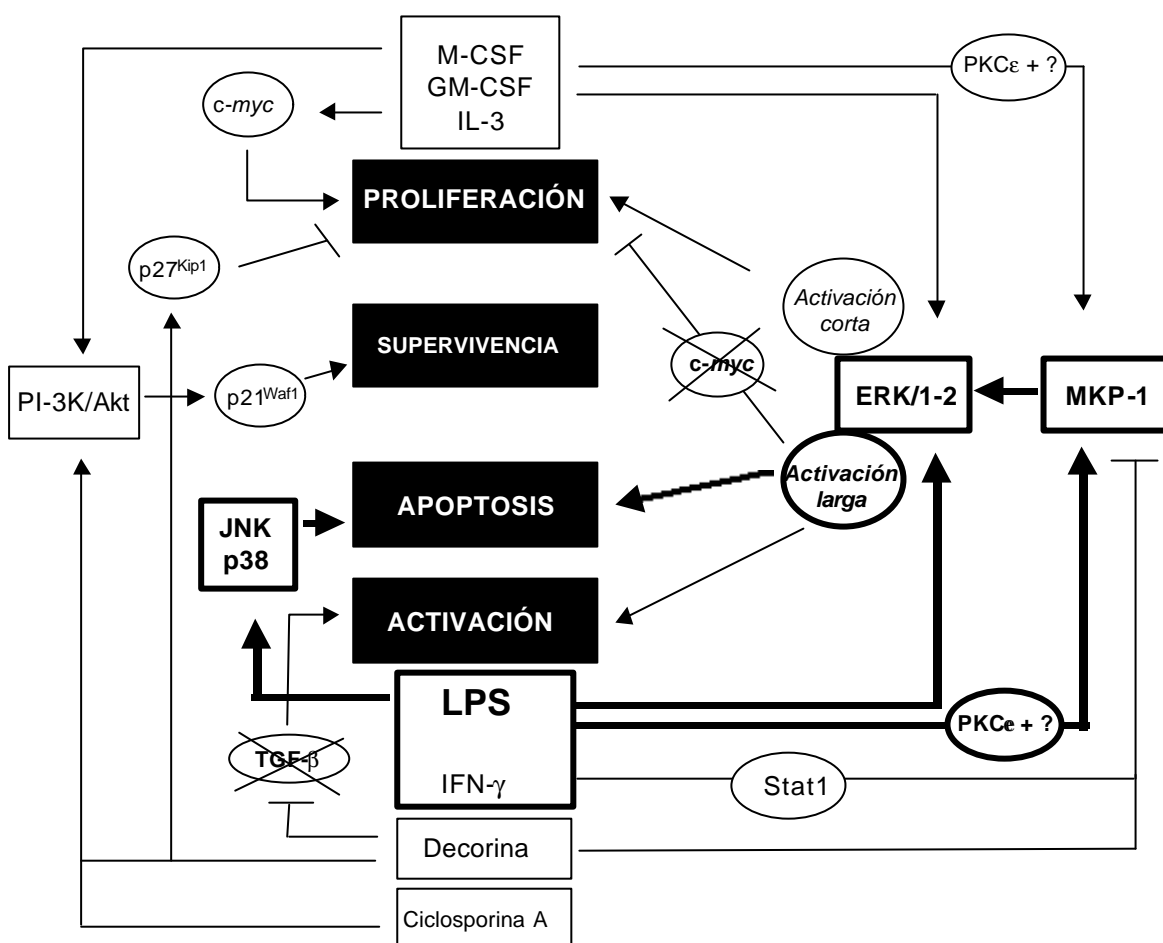 M-CSF
GM-CSF
IL-3
PKCε + ?
c-myc
PROLIFERACIÓN
p27Kip1
Activación
corta
SUPERVIVENCIA
c-myc
PI-3K/Akt
p21Waf1
ERK/1-2
MKP-1
Activación
larga
APOPTOSIS
JNK
p38
ACTIVACIÓN
LPS
PKCe + ?
TGF-β
IFN-γ
Stat1
Decorina
Ciclosporina A